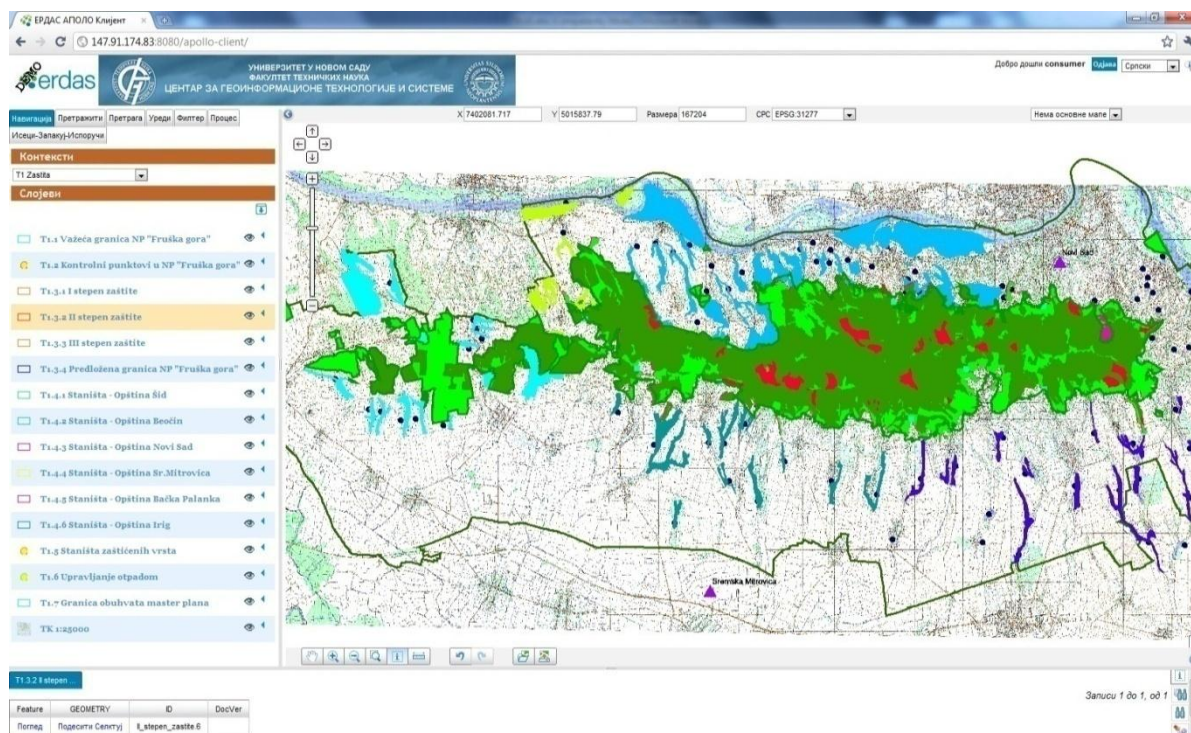 ЕРДАС АПОЛО Клијент
147.91.174.83:8080/apollo-client/
DEMO
erdas
УНИВЕРЗИТЕТ У НОВОМ САДУ
ФАКУЛТЕТ ТЕХНИЧКИХ НАУКА
ЦЕНТАР ЗА ГЕОИНФОРМАЦИОНЕ ТЕХНОЛОГИЈЕ И СИСТЕМЕ
Добро дошли consumer Одјава Српски
Навигација Претражити Претрага Уреди Филтер Процес
Исеци-Запакуј-Испоручи
X 7402081.717 Y 5015837.79 Размера 167204 СРС EPSG:31277 Нема основне мапе
Контексти
T1 Zastita
Слојеви
T1.1 Važeća granica NP "Fruška gora"
T1.2 Kontrolni punktovi u NP "Fruška gora"
T1.3.1 I stepen zaštite
T1.3.2 II stepen zaštite
T1.3.3 III stepen zaštite
T1.3.4 Predložena granica NP "Fruška gora"
T1.4.1 Staništa - Opština Šid
T1.4.2 Staništa - Opština Beočin
T1.4.3 Staništa - Opština Novi Sad
T1.4.4 Staništa - Opština Sr.Mitrovica
T1.4.5 Staništa - Opština Bačka Palanka
T1.4.6 Staništa - Opština Irig
T1.5 Staništa zaštićenih vrsta
T1.6 Upravljanje otpadom
T1.7 Granica obuhvata master plana
TK 1:25000
Novi Sad
Sremska Mitrovica
T1.3.2 II stepen ...
Записи 1 до 1, од 1
Feature GEOMETRY ID DocVer
Поглед Подесити Селктуј II_stepen_zastite.6